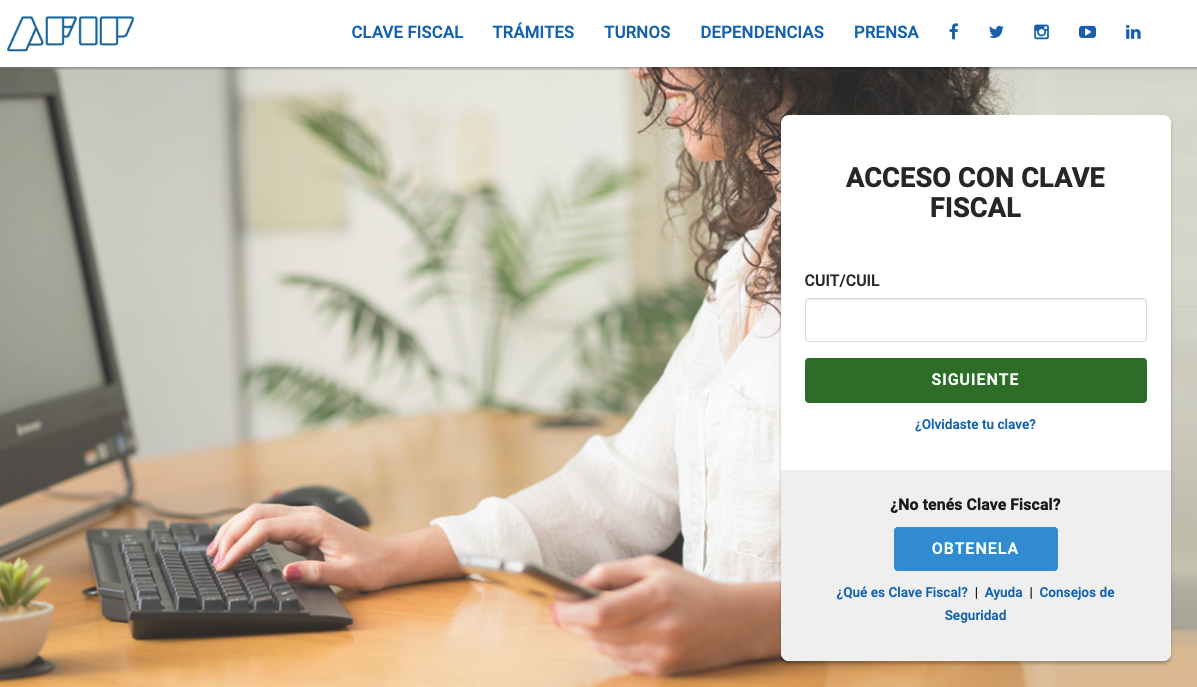 AFIP
CLAVE FISCAL TRÁMITES TURNOS DEPENDENCIAS PRENSA
ACCESO CON CLAVE
FISCAL
CUIT/CUIL
SIGUIENTE
¿Olvidaste tu clave?
¿No tenés Clave Fiscal?
OBTENELA
¿Qué es Clave Fiscal? | Ayuda | Consejos de
Seguridad